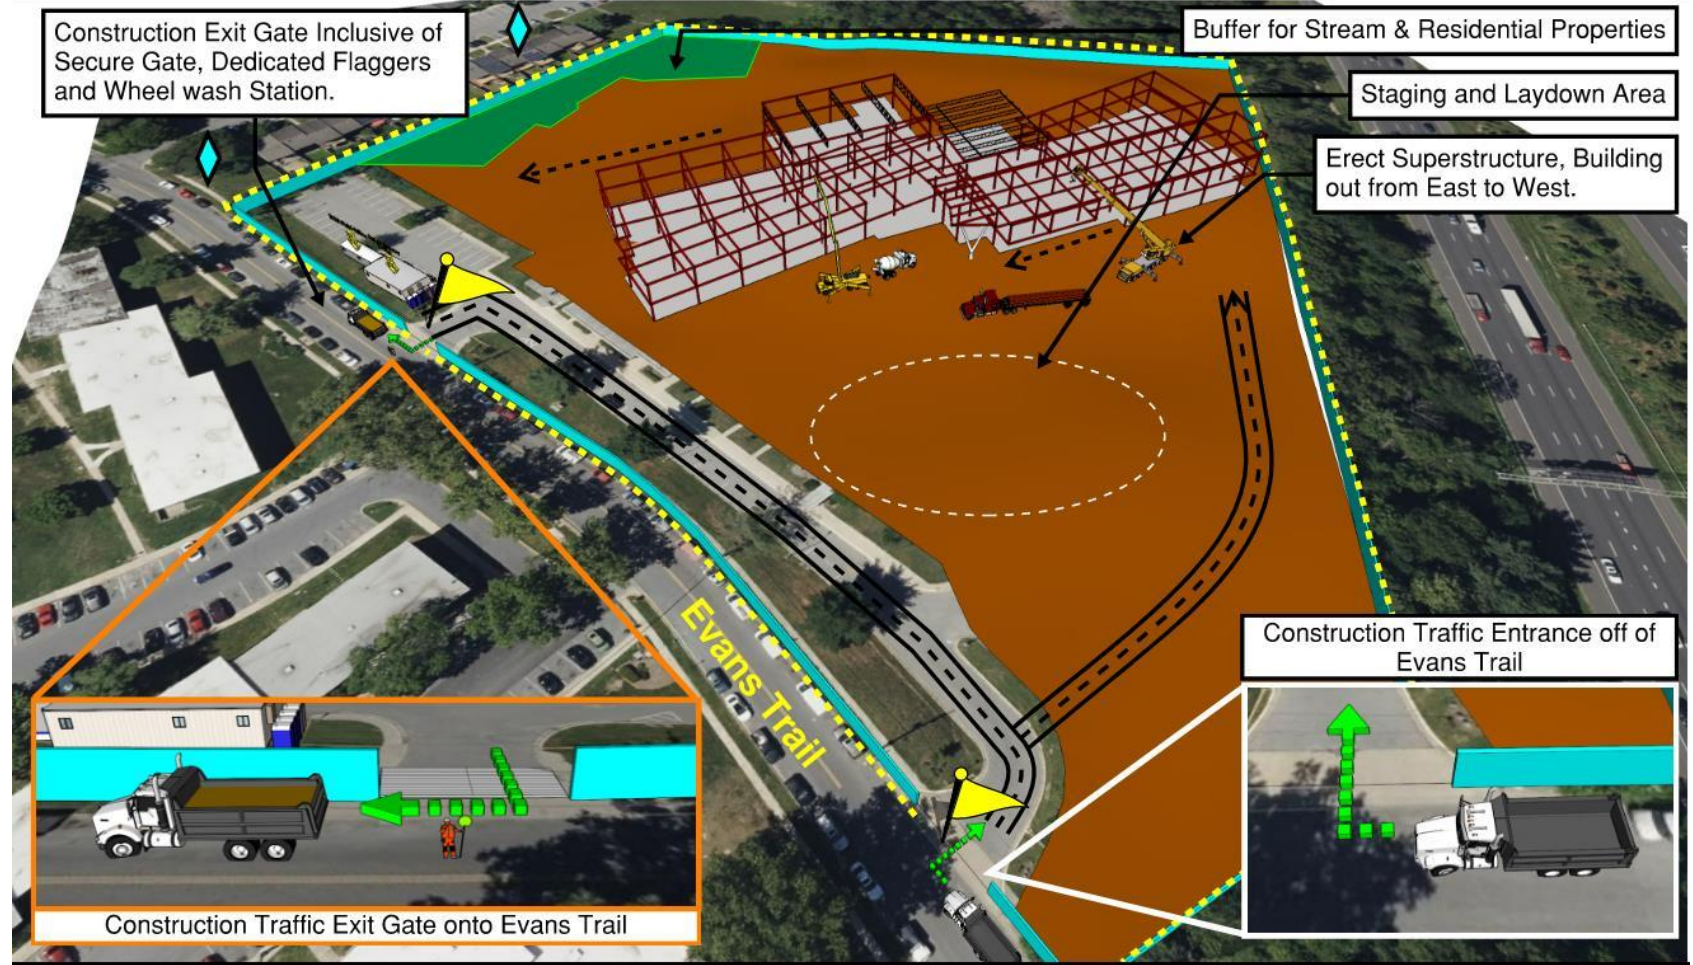 Construction Exit Gate Inclusive of
Secure Gate, Dedicated Flaggers
and Wheel wash Station.
Buffer for Stream & Residential Properties
Staging and Laydown Area
Erect Superstructure, Building
out from East to West.
Evans Trail
Construction Traffic Entrance off of
Evans Trail
Construction Traffic Exit Gate onto Evans Trail